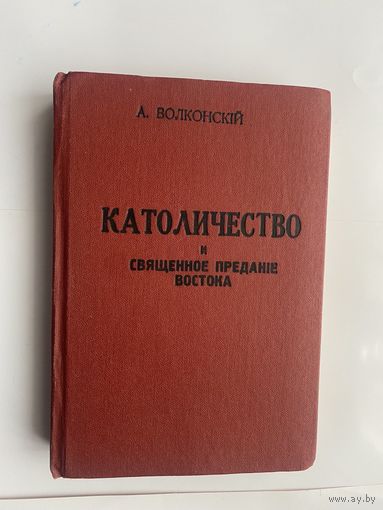 А. ВОЛКОНСКІЙ
КАТОЛИЧЕСТВО
и
СВЯЩЕННОЕ ПРЕДАНІЕ
ВОСТОКА
www.ay.by